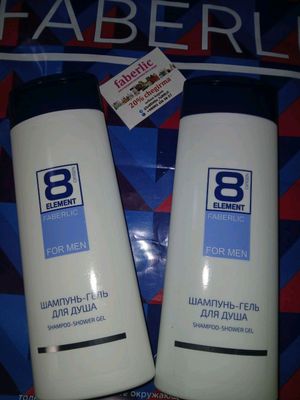 FABERLI
faberlic
20% chegirma
8
ELEMENT
FABERLIC
FOR MEN
ШАМПУНЬ-ГЕЛЬ
ДЛЯ ДУША
SHAMPOO-SHOWER GEL
8
ELEMENT
FABERLIC
FOR MEN
ШАМПУНЬ-ГЕЛЬ
ДЛЯ ДУША
SHAMPOO-SHOWER GEL